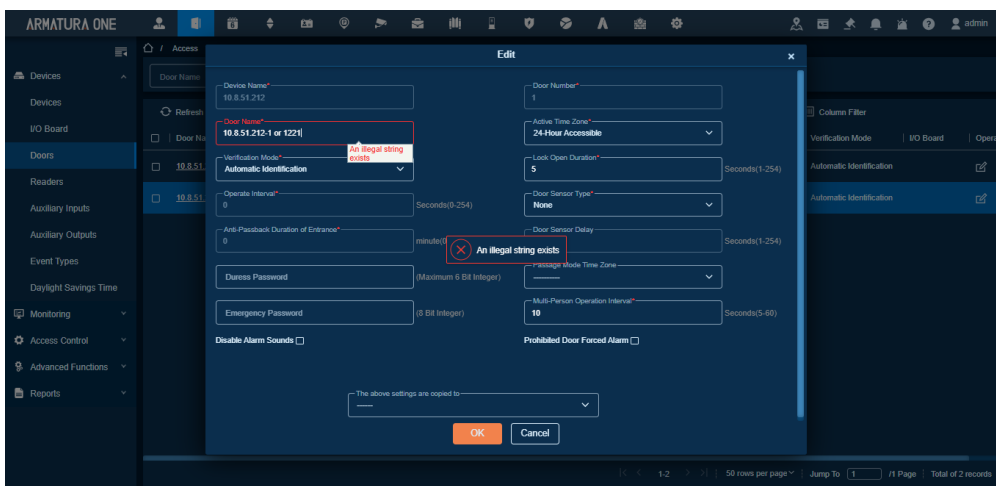 ARMATURA ONE
admin
/ Access
Edit
×
Devices
Devices
I/O Board
Doors
Readers
Auxiliary Inputs
Auxiliary Outputs
Event Types
Daylight Savings Time
Monitoring
Access Control
Advanced Functions
Reports
Door Name
Refresh
Column Filter
Door Na
Verification Mode
I/O Board
Opera
10.8.51.
Automatic Identification
10.8.51.
Automatic Identification
Device Name*
10.8.51.212
Door Number*
1
Door Name*
10.8.51.212-1 or 1221
An illegal string
exists
Active Time Zone*
24-Hour Accessible
Verification Mode*
Automatic Identification
Lock Open Duration*
5
Seconds(1-254)
Operate Interval*
0
Seconds(0-254)
Door Sensor Type*
None
Anti-Passback Duration of Entrance*
0
minute(0
Door Sensor Delay
Seconds(1-254)
An illegal string exists
Duress Password
(Maximum 6 Bit Integer)
Passage Mode Time Zone
--------
Emergency Password
(8 Bit Integer)
Multi-Person Operation Interval*
10
Seconds(5-60)
Disable Alarm Sounds
Prohibited Door Forced Alarm
The above settings are copied to
------
OK
Cancel
1-2
50 rows per page
Jump To 1 /1 Page
Total of 2 records